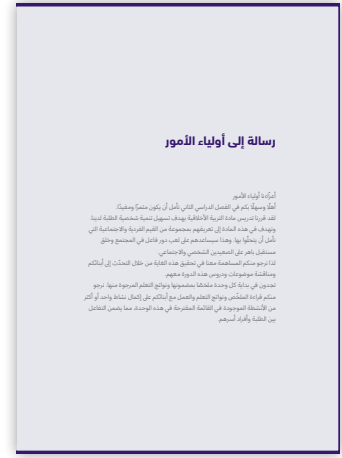 رسالة إلى أولياء الأمور
أعزّاءنا أولياء الأمور
أهلًا وسهلًا بكم في الفصل الدراسي الثاني نأمل أن يكون مثمرًا ومفيدًا.
لقد قررنا تدريس مادة التربية الأخلاقية بهدف تسهيل تنمية شخصية الطلبة لدينا
ونهدف في هذه المادة إلى تعريفهم بمجموعة من القيم الفردية والاجتماعية التي
نأمل أن يتحلّوا بها. وهذا سيساعدهم على لعب دور فاعل في المجتمع وخلق
مستقبل باهر على الصعيدين الشخصي والاجتماعي.
لذا نرجو منكم المساهمة معنا في تحقيق هذه الغاية من خلال التحدّث إلى أبنائكم
ومناقشة موضوعات ودروس هذه الدورة معهم.
تجدون في بداية كل وحدة ملخصًا بمضمونها ونواتج التعلم المرجوة منها. نرجو
منكم قراءة الملخّص ونواتج التعلم والعمل مع أبنائكم على إكمال نشاط واحد أو أكثر
من الأنشطة الموجودة في القائمة المقترحة في هذه الوحدة، مما يضمن التفاعل
بين الطلبة وأفراد أسرهم.